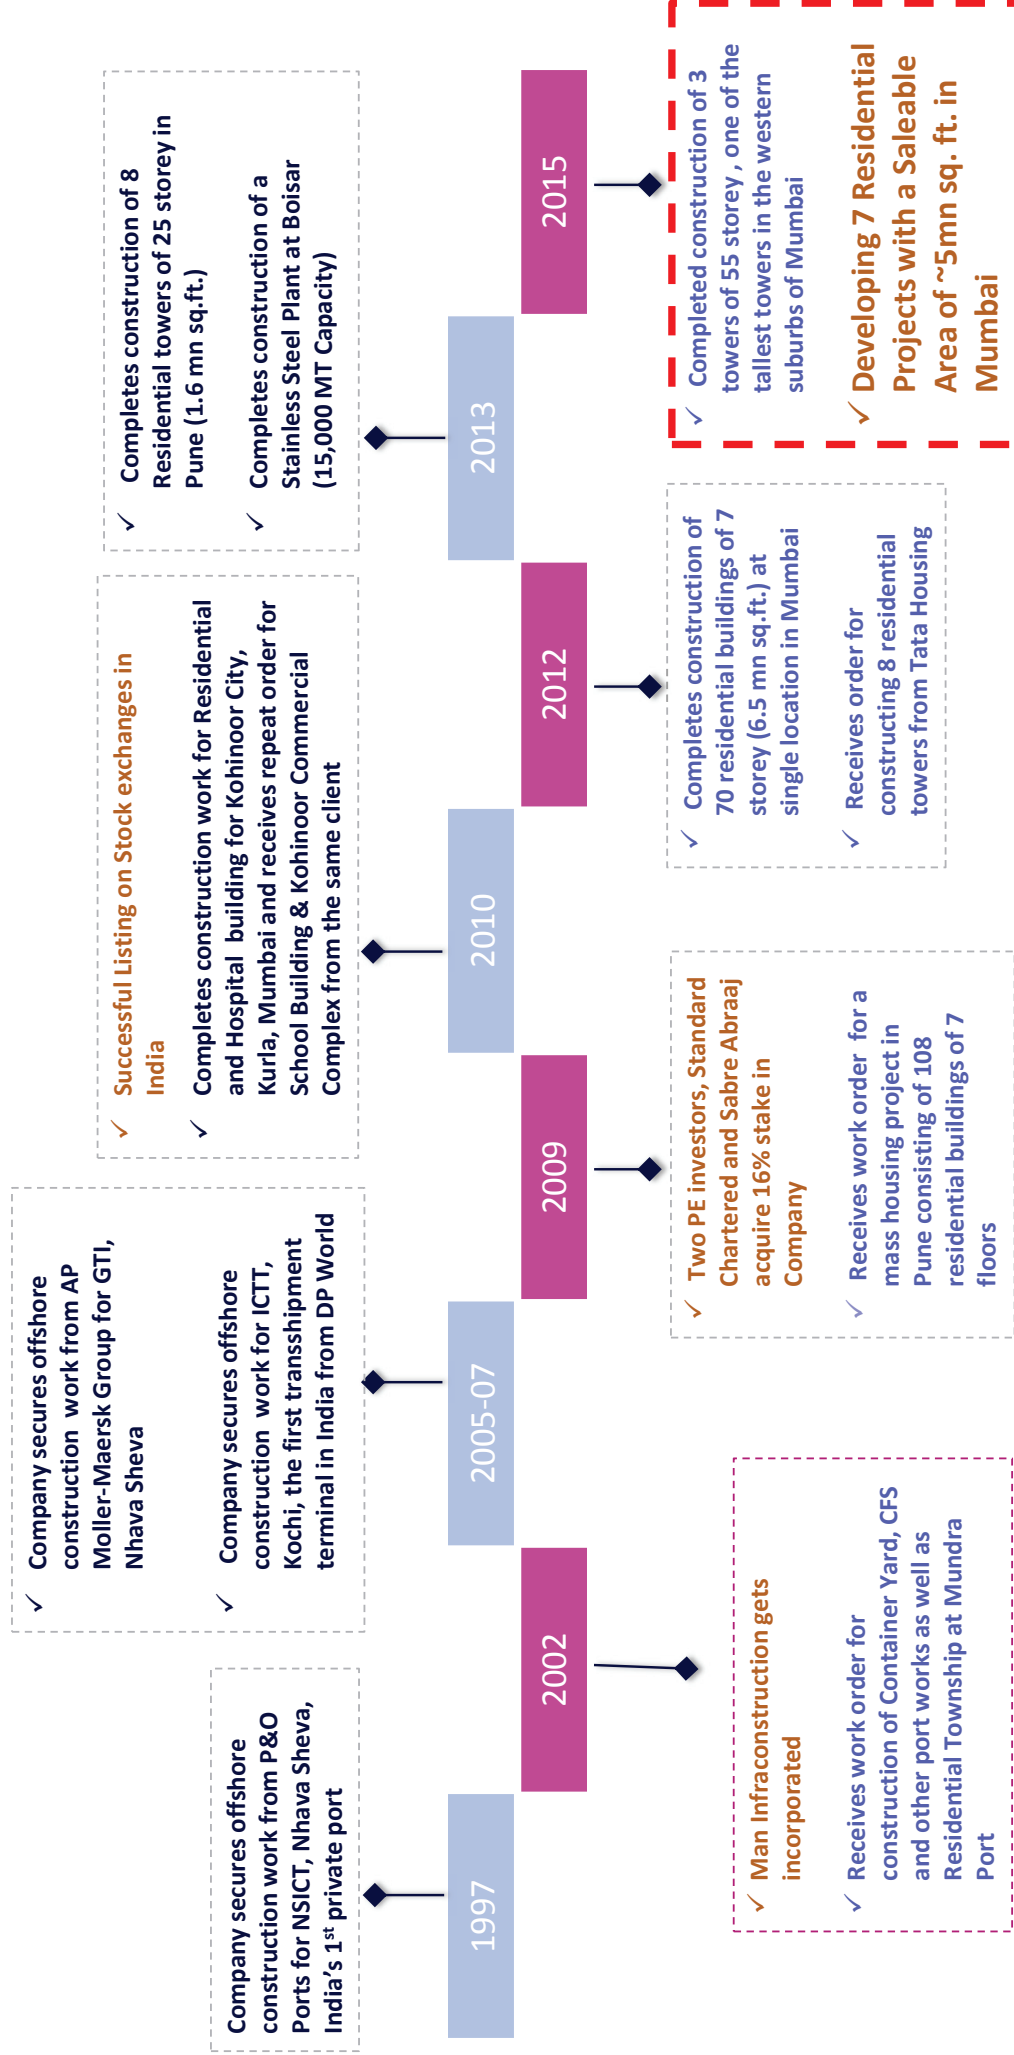 Company secures offshore
construction work from P&O
Ports for NSICT, Nhava Sheva,
India's 1st private port
1997
2002
✓ Man Infraconstruction gets
incorporated
✓ Receives work order for
construction of Container Yard, CFS
and other port works as well as
Residential Township at Mundra
Port
✓ Company secures offshore
construction work from AP
Moller-Maersk Group for GTI,
Nhava Sheva
✓ Company secures offshore
construction work for ICTT,
Kochi, the first transshipment
terminal in India from DP World
2005-07
2009
✓ Two PE investors, Standard
Chartered and Sabre Abraaj
acquire 16% stake in
Company
✓ Receives work order for a
mass housing project in
Pune consisting of 108
residential buildings of 7
floors
✓ Successful Listing on Stock exchanges in
India
✓ Completes construction work for Residential
and Hospital building for Kohinoor City,
Kurla, Mumbai and receives repeat order for
School Building & Kohinoor Commercial
Complex from the same client
2010
2012
✓ Completes construction of
70 residential buildings of 7
storey (6.5 mn sq.ft.) at
single location in Mumbai
✓ Receives order for
constructing 8 residential
towers from Tata Housing
✓ Completes construction of 8
Residential towers of 25 storey in
Pune (1.6 mn sq.ft.)
✓ Completes construction of a
Stainless Steel Plant at Boisar
(15,000 MT Capacity)
2013
2015
✓ Completed construction of 3
towers of 55 storey , one of the
tallest towers in the western
suburbs of Mumbai
✓ Developing 7 Residential
Projects with a Saleable
Area of ~5mn sq. ft. in
Mumbai